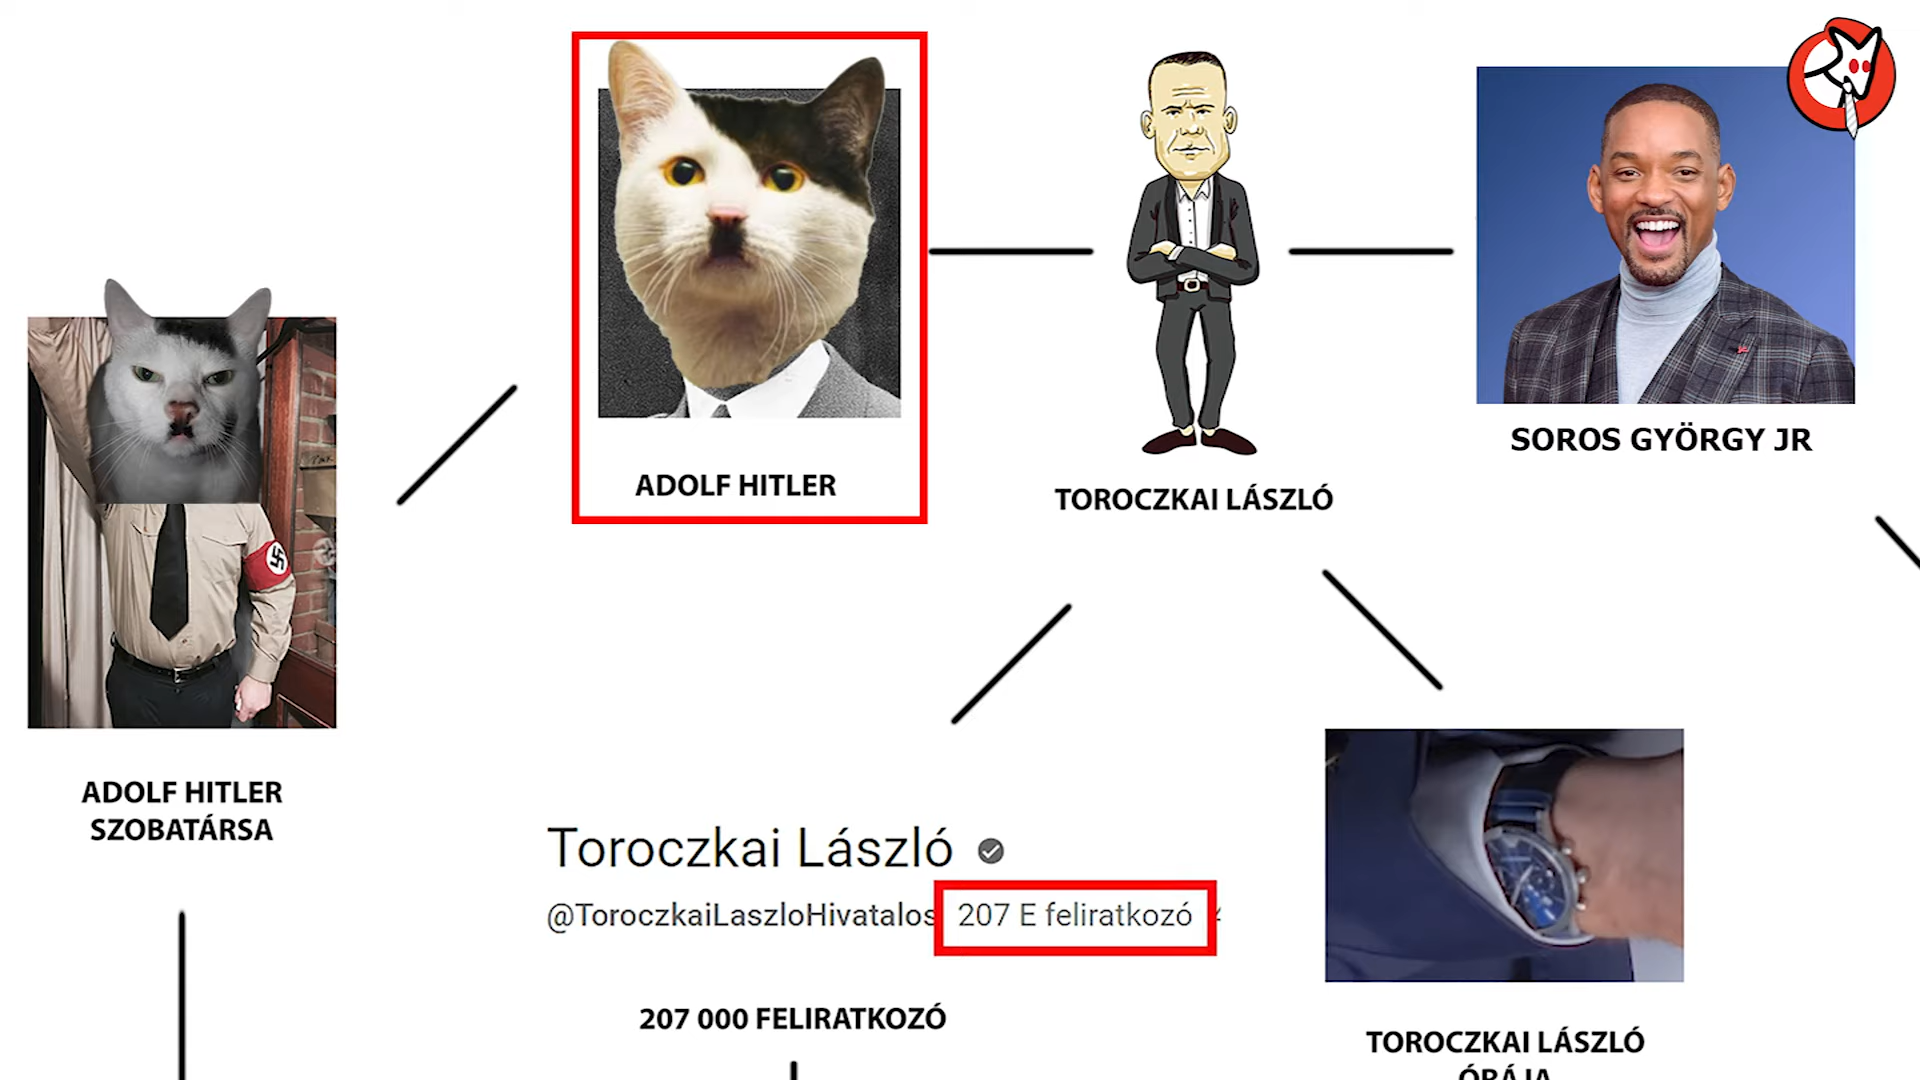 ADOLF HITLER
TOROCZKAI LÁSZLÓ
SOROS GYÖRGY JR
ADOLF HITLER
SZOBATÁRSA
Toroczkai László
@ToroczkaiLaszloHivatalos 207 E feliratkozó
207 000 FELIRATKOZÓ
TOROCZKAI LÁSZLÓ
ÓRÁJA